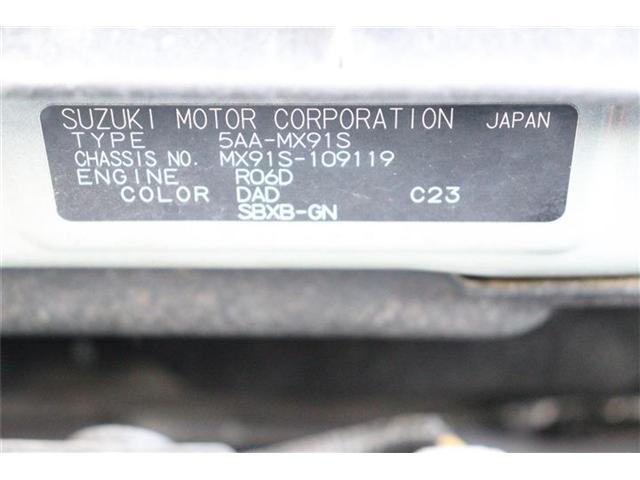 SUZUKI MOTOR CORPORATION JAPAN
TYPE 5AA-MX91S
CHASSIS NO. MX91S-109119
ENGINE R06D
COLOR DAD C23
SBXB-GN